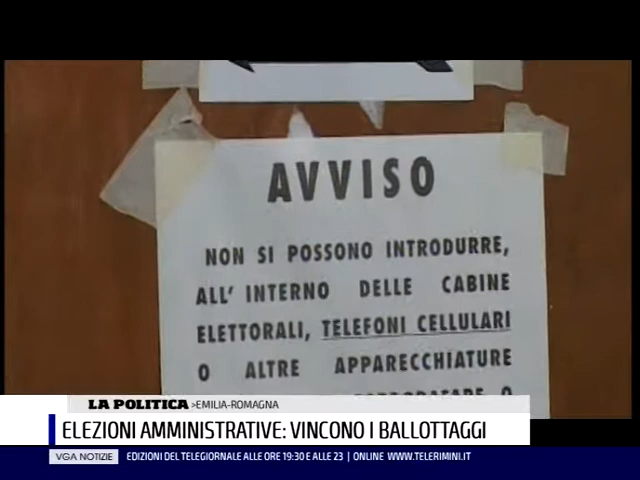 AVVISO
NON SI POSSONO INTRODURRE,
ALL' INTERNO DELLE CABINE
ELETTORALI, TELEFONI CELLULARI
O ALTRE APPARECCHIATURE
LA POLITICA >EMILIA-ROMAGNA
ELEZIONI AMMINISTRATIVE: VINCONO I BALLOTTAGGI
VGA NOTIZIE EDIZIONI DEL TELEGIORNALE ALLE ORE 19:30 E ALLE 23 | ONLINE WWW.TELERIMINI.IT